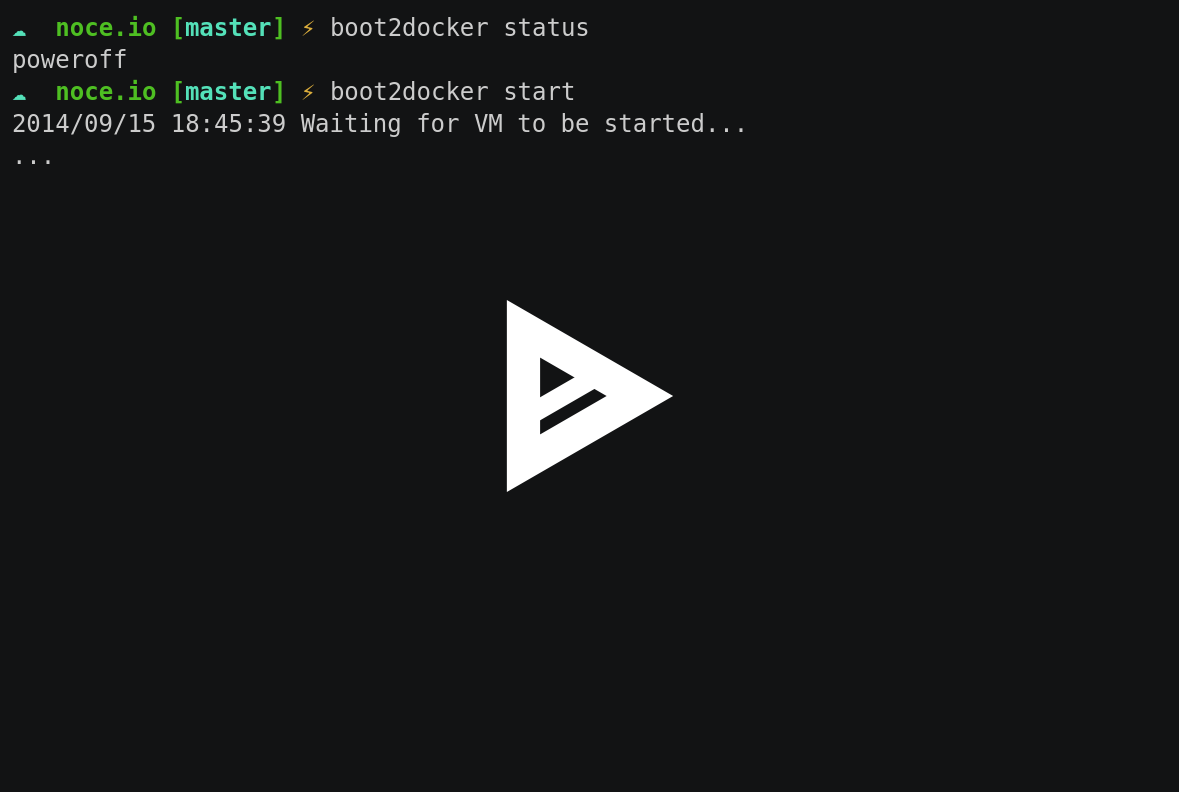 ☁  noce.io [master] ⚡ boot2docker status
poweroff
☁  noce.io [master] ⚡ boot2docker start
2014/09/15 18:45:39 Waiting for VM to be started...
...